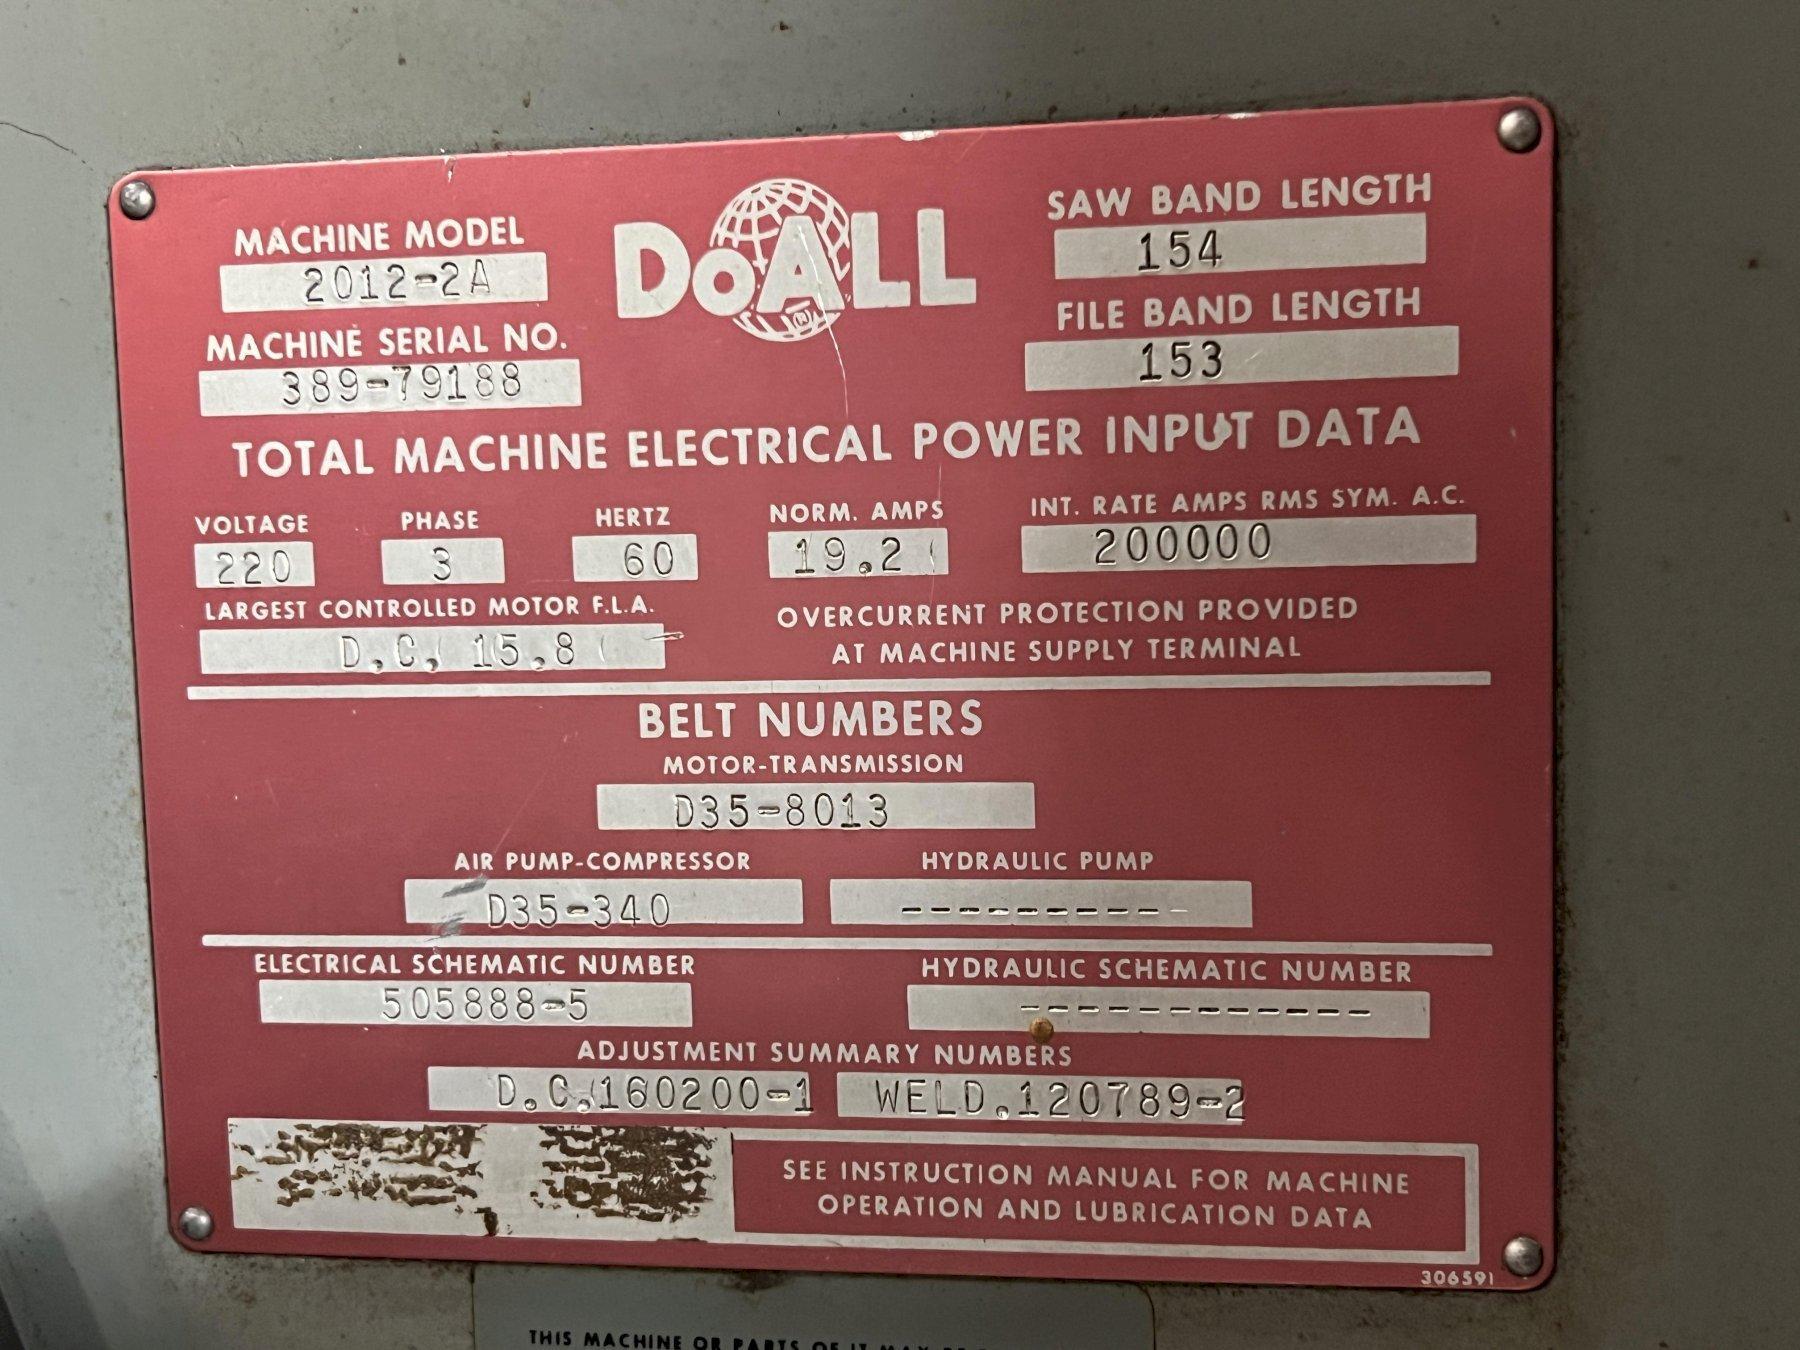 MACHINE MODEL
2012-2A
MACHINE SERIAL NO.
389-79188
DOALL
SAW BAND LENGTH
154
FILE BAND LENGTH
153
TOTAL MACHINE ELECTRICAL POWER INPUT DATA
VOLTAGE PHASE HERTZ NORM. AMPS INT. RATE AMPS RMS SYM. A.C.
220 3 60 19.2 200000
LARGEST CONTROLLED MOTOR F.L.A.
D.C. 15.8
OVERCURRENT PROTECTION PROVIDED
AT MACHINE SUPPLY TERMINAL
BELT NUMBERS
MOTOR-TRANSMISSION
D35-8013
AIR PUMP-COMPRESSOR HYDRAULIC PUMP
D35-340 ----------
ELECTRICAL SCHEMATIC NUMBER HYDRAULIC SCHEMATIC NUMBER
505888-5 ------------
ADJUSTMENT SUMMARY NUMBERS
D.C.160200-1 WELD.120789-2
SEE INSTRUCTION MANUAL FOR MACHINE
OPERATION AND LUBRICATION DATA
306591
THIS MACHINE OR PARTS OF IT MAY BE